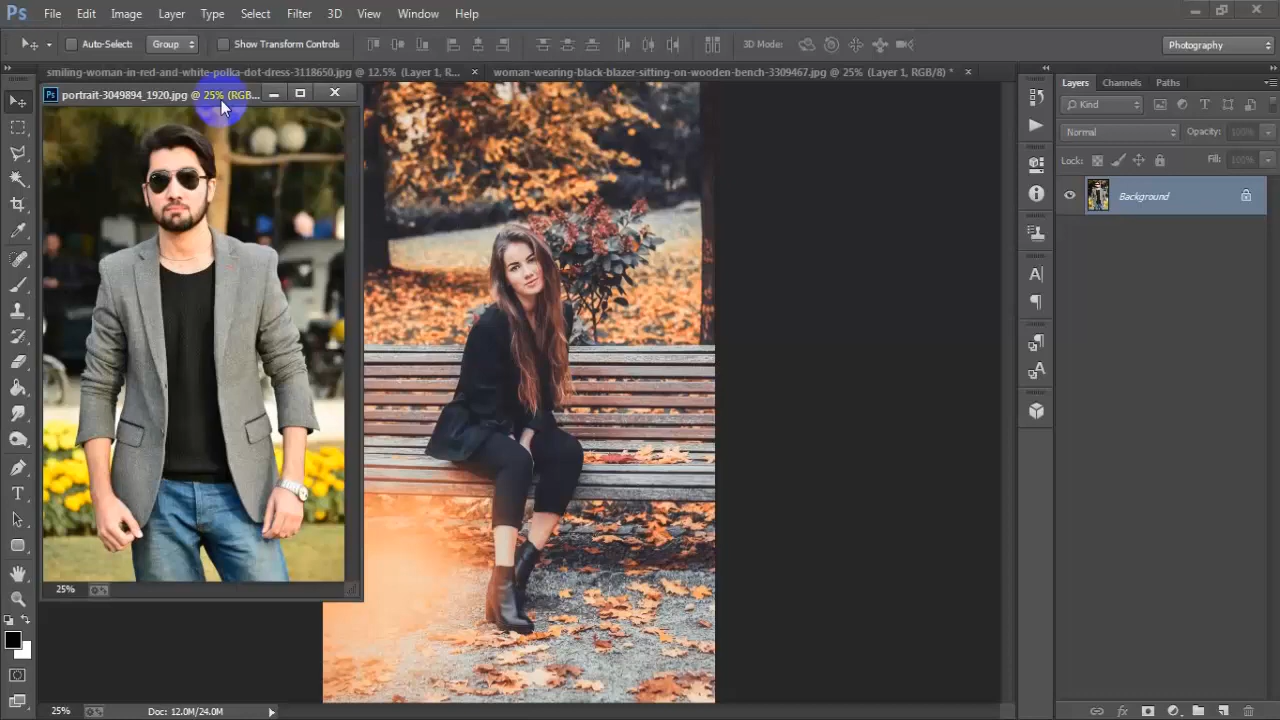 Ps File Edit Image Layer Type Select Filter 3D View Window Help
Auto-Select: Group Show Transform Controls 3D Mode: Photography
smiling-woman-in-red-and-white-polka-dot-dress-3118650.jpg @ 12.5% (Layer 1, R... woman-wearing-black-blazer-sitting-on-wooden-bench-3309467.jpg @ 25% (Layer 1, RGB/8) *
Ps portrait-3049894_1920.jpg @ 25% (RGB...
Layers Channels Paths
Kind
Normal Opacity: 100%
Lock: Fill: 100%
Background
25%
25% Doc: 12.0M/24.0M